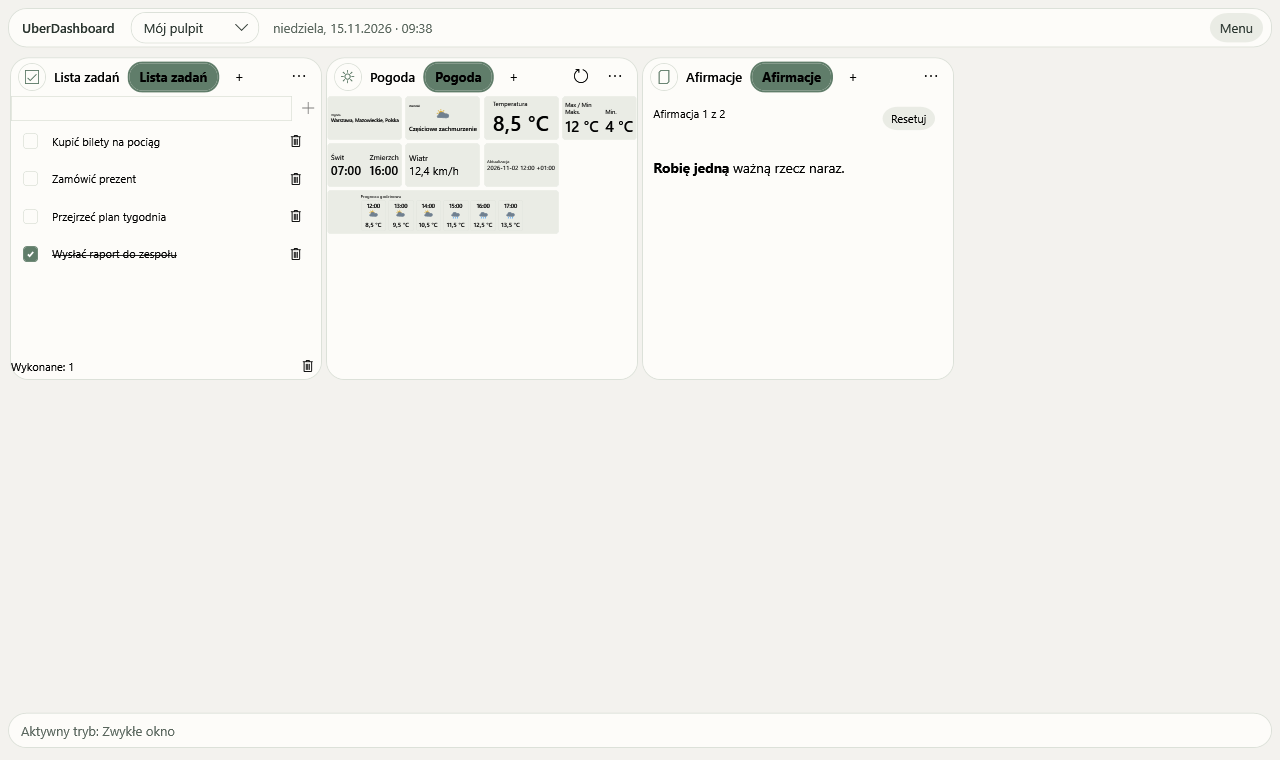 UberDashboard
Mój pulpit
niedziela, 15.11.2026 · 09:38
Menu
Lista zadań
Lista zadań
+
Kupić bilety na pociąg
Zamówić prezent
Przejrzeć plan tygodnia
Wysłać raport do zespołu
Wykonane: 1
Pogoda
Pogoda
+
Warszawa, Mazowieckie, Polska
Częściowe zachmurzenie
Temperatura
8,5 °C
Max / Min
Maks. Min.
12 °C 4 °C
Świt Zmierzch
07:00 16:00
Wiatr
12,4 km/h
Aktualizacja
2026-11-02 12:00 +01:00
Prognoza godzinowa
12:00 13:00 14:00 15:00 16:00 17:00
8,5 °C 9,5 °C 10,5 °C 11,5 °C 12,5 °C 13,5 °C
Afirmacje
Afirmacje
+
Afirmacja 1 z 2
Resetuj
Robię jedną ważną rzecz naraz.
Aktywny tryb: Zwykłe okno